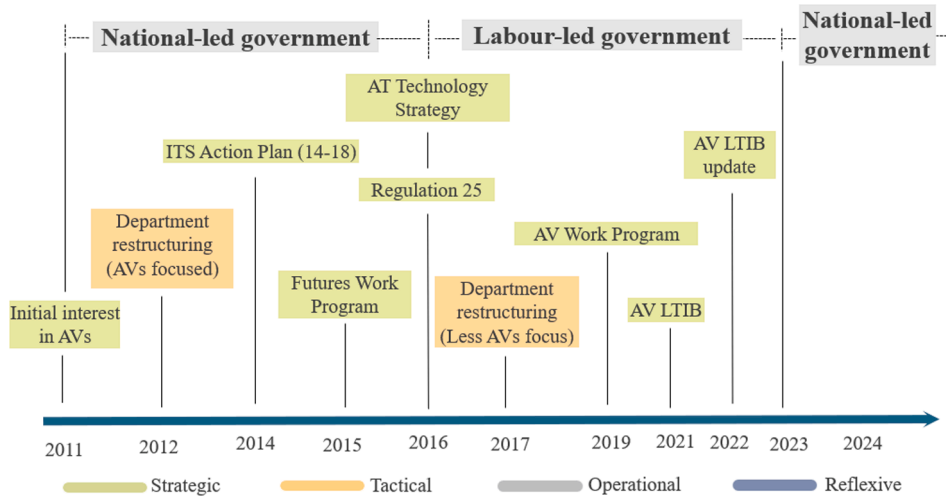 National-led government
Labour-led government
National-led
government
AT Technology
Strategy
ITS Action Plan (14-18)
AV LTIB
update
Regulation 25
Department
restructuring
(AVs focused)
AV Work Program
Futures Work
Program
Department
restructuring
(Less AVs focus)
Initial interest
in AVs
AV LTIB
2011
2012
2014
2015
2016
2017
2019
2021
2022
2023
2024
Strategic
Tactical
Operational
Reflexive